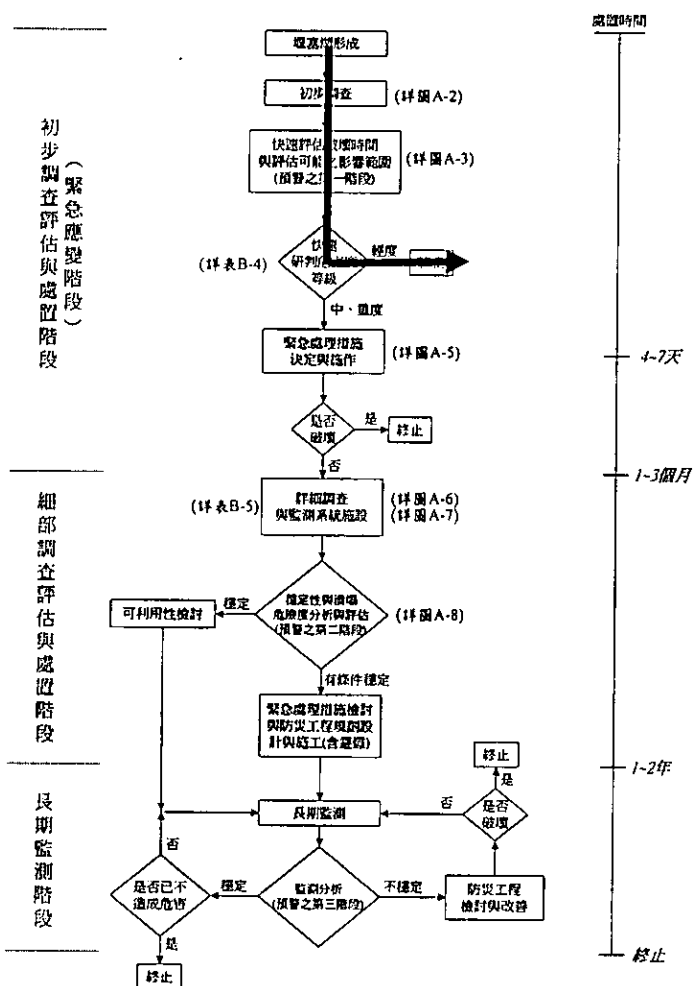 處置時間
堰塞湖形成
初步調查
(詳圖A-2)
快速評估破壞時間
與評估可能之影響範圍
(預警之第一階段)
(詳圖A-3)
初步調查評估與處置階段
(緊急應變階段)
(詳表B-4)
快速
研判
等級
輕度
中、重度
緊急處理措施
決定與施作
(詳圖A-5)
4~7天
是否
破壞
是
終止
否
1~3個月
(詳表B-5)
詳細調查
與監測系統施設
(詳圖A-6)
(詳圖A-7)
細部調查評估與處置階段
可利用性檢討
穩定
穩定性與潰壩
危險度分析與評估
(預警之第二階段)
(詳圖A-8)
有條件穩定
緊急處理措施檢討
與防災工程規劃設
計與施工(含避難)
終止
1~2年
是
長期監測階段
長期監測
否
是否
破壞
否
是否已不
造成危害
穩定
監測分析
(預警之第三階段)
不穩定
防災工程
檢討與改善
是
終止
終止